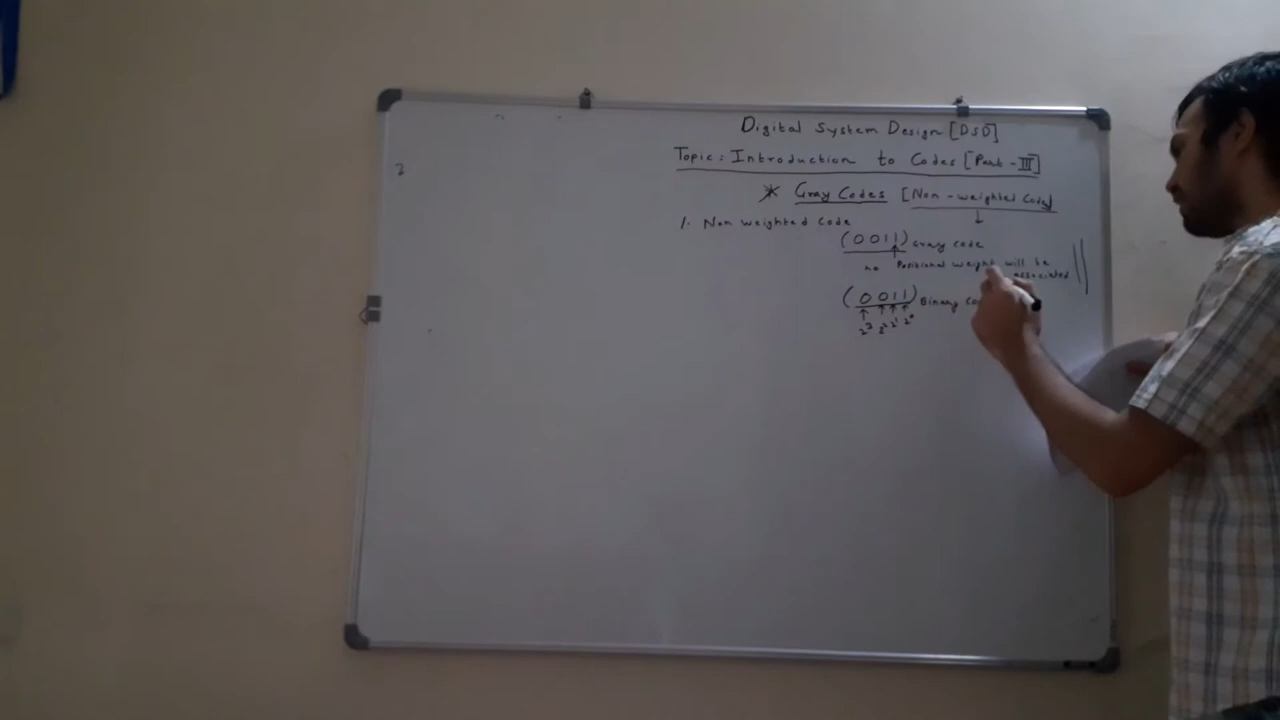 Digital System Design [DSD]
Topic: Introduction to Codes [Part-III]
* Gray Codes [Non-weighted Code]
1. Non weighted Code
(0011) Gray code
no Positional weight will be
associated
(0011) Binary Co
2³ 2² 2¹ 2⁰